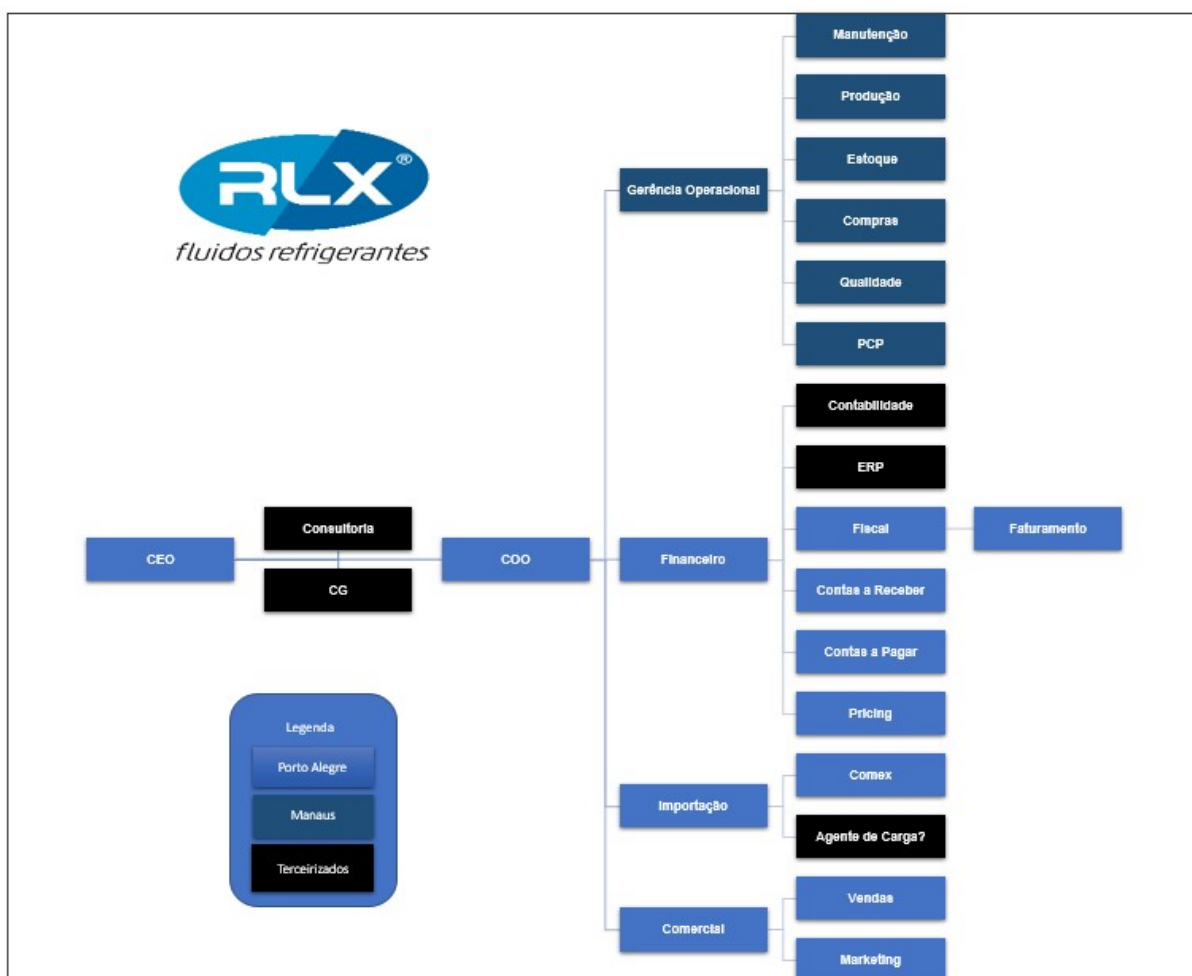 RLX®
fluidos refrigerantes
CEO
Consultoria
CG
COO
Gerência Operacional
Manutenção
Produção
Estoque
Compras
Qualidade
PCP
Financeiro
Contabilidade
ERP
Fiscal
Faturamento
Contas a Receber
Contas a Pagar
Pricing
Importação
Comex
Agente de Carga?
Comercial
Vendas
Marketing
Legenda
Porto Alegre
Manaus
Terceirizados